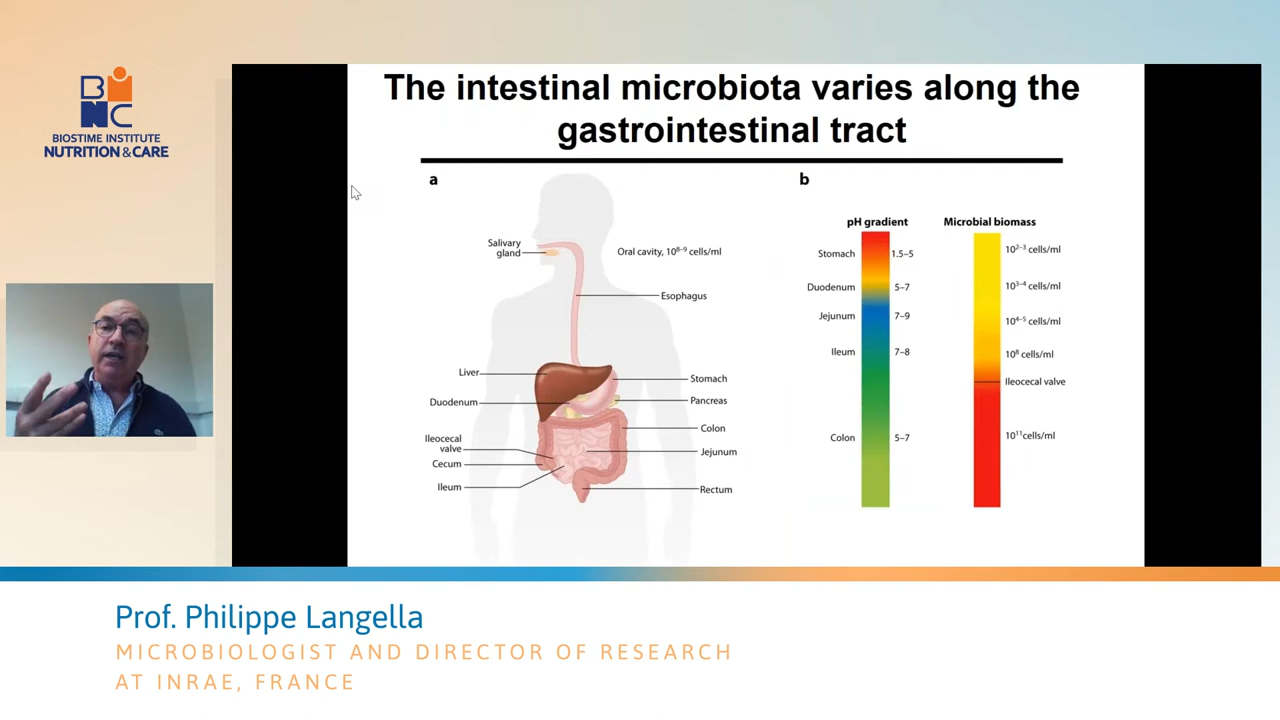 BINC
BIOSTIME INSTITUTE
NUTRITION & CARE
The intestinal microbiota varies along the
gastrointestinal tract
a
Salivary
gland
Oral cavity, 10⁸⁻⁹ cells/ml
Esophagus
Liver
Stomach
Duodenum
Pancreas
Colon
Ileocecal
valve
Jejunum
Cecum
Ileum
Rectum
b
pH gradient
Microbial biomass
Stomach
1.5–5
10²⁻³ cells/ml
Duodenum
5–7
10³⁻⁴ cells/ml
Jejunum
7–9
10⁴⁻⁵ cells/ml
Ileum
7–8
10⁸ cells/ml
Ileocecal valve
Colon
5–7
10¹¹cells/ml
Prof. Philippe Langella
MICROBIOLOGIST AND DIRECTOR OF RESEARCH
AT INRAE, FRANCE